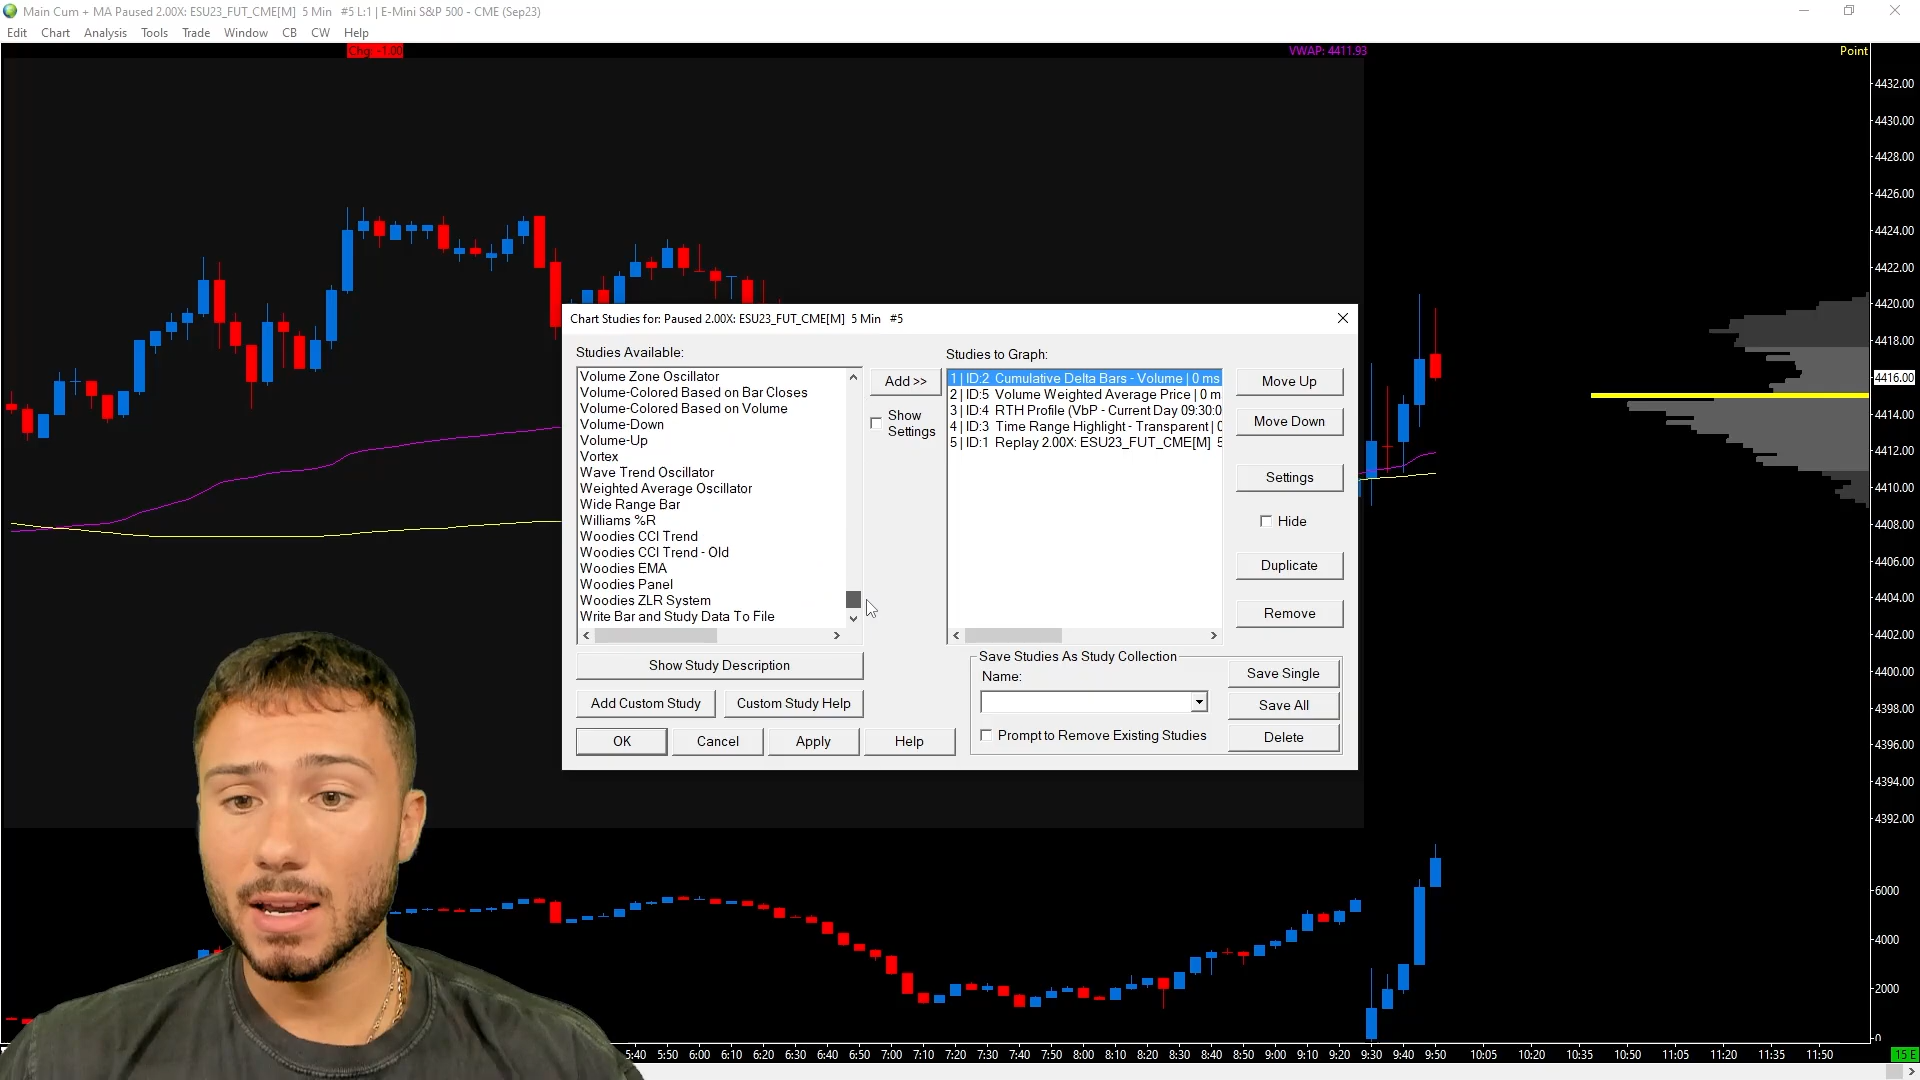 Main Cum + MA Paused 2.00X: ESU23_FUT_CME[M]  5 Min   #5 L:1 | E-Mini S&P 500 - CME (Sep23)
Edit Chart Analysis Tools Trade Window CB CW Help
Chg: -1.00
VWAP: 4411.93
Point
4432.00
4430.00
4428.00
4426.00
4424.00
4422.00
4420.00
4418.00
4416.00
4414.00
4412.00
4410.00
4408.00
4406.00
4404.00
4402.00
4400.00
4398.00
4396.00
4394.00
4392.00
6000
4000
2000
0
Chart Studies for: Paused 2.00X: ESU23_FUT_CME[M]  5 Min   #5
Studies Available:
Volume Zone Oscillator
Volume-Colored Based on Bar Closes
Volume-Colored Based on Volume
Volume-Down
Volume-Up
Vortex
Wave Trend Oscillator
Weighted Average Oscillator
Wide Range Bar
Williams %R
Woodies CCI Trend
Woodies CCI Trend - Old
Woodies EMA
Woodies Panel
Woodies ZLR System
Write Bar and Study Data To File
Show Study Description
Add Custom Study
Custom Study Help
OK
Cancel
Apply
Help
Add >>
Show
Settings
Studies to Graph:
1 | ID:2 Cumulative Delta Bars - Volume | 0 ms
2 | ID:5 Volume Weighted Average Price | 0 m
3 | ID:4 RTH Profile (VbP - Current Day 09:30:0
4 | ID:3 Time Range Highlight - Transparent | 0
5 | ID:1 Replay 2.00X: ESU23_FUT_CME[M] 5
Move Up
Move Down
Settings
Hide
Duplicate
Remove
Save Studies As Study Collection
Name:
Prompt to Remove Existing Studies
Save Single
Save All
Delete
5:40 5:50 6:00 6:10 6:20 6:30 6:40 6:50 7:00 7:10 7:20 7:30 7:40 7:50 8:00 8:10 8:20 8:30 8:40 8:50 9:00 9:10 9:20 9:30 9:40 9:50 10:05 10:20 10:35 10:50 11:05 11:20 11:35 11:50
15 E